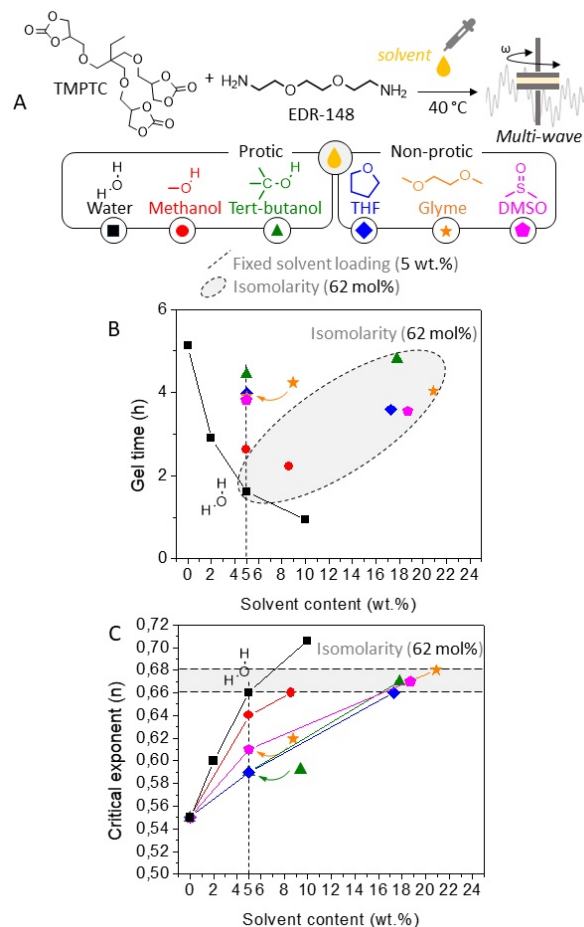 A
O
O
O
O
O
O
O
O
O
O
O
O
TMPTC
+
H₂N
O
O
NH₂
EDR-148
solvent
40 °C
ω
Multi-wave
Protic
Non-protic
H
H
O
H
O
C
O
H
O
O
O
O
S
Water
Methanol
Tert-butanol
THF
Glyme
DMSO
Fixed solvent loading (5 wt.%)
Isomolarity (62 mol%)
B
Isomolarity (62 mol%)
6
4
2
0
Gel time (h)
H
H
O
0 2 4 5 6 8 10 12 14 16 18 20 22 24
Solvent content (wt.%)
C
Isomolarity (62 mol%)
0,72
0,70
0,68
0,66
0,64
0,62
0,60
0,58
0,56
0,54
0,52
0,50
Critical exponent (n)
H
H
O
0 2 4 5 6 8 10 12 14 16 18 20 22 24
Solvent content (wt.%)